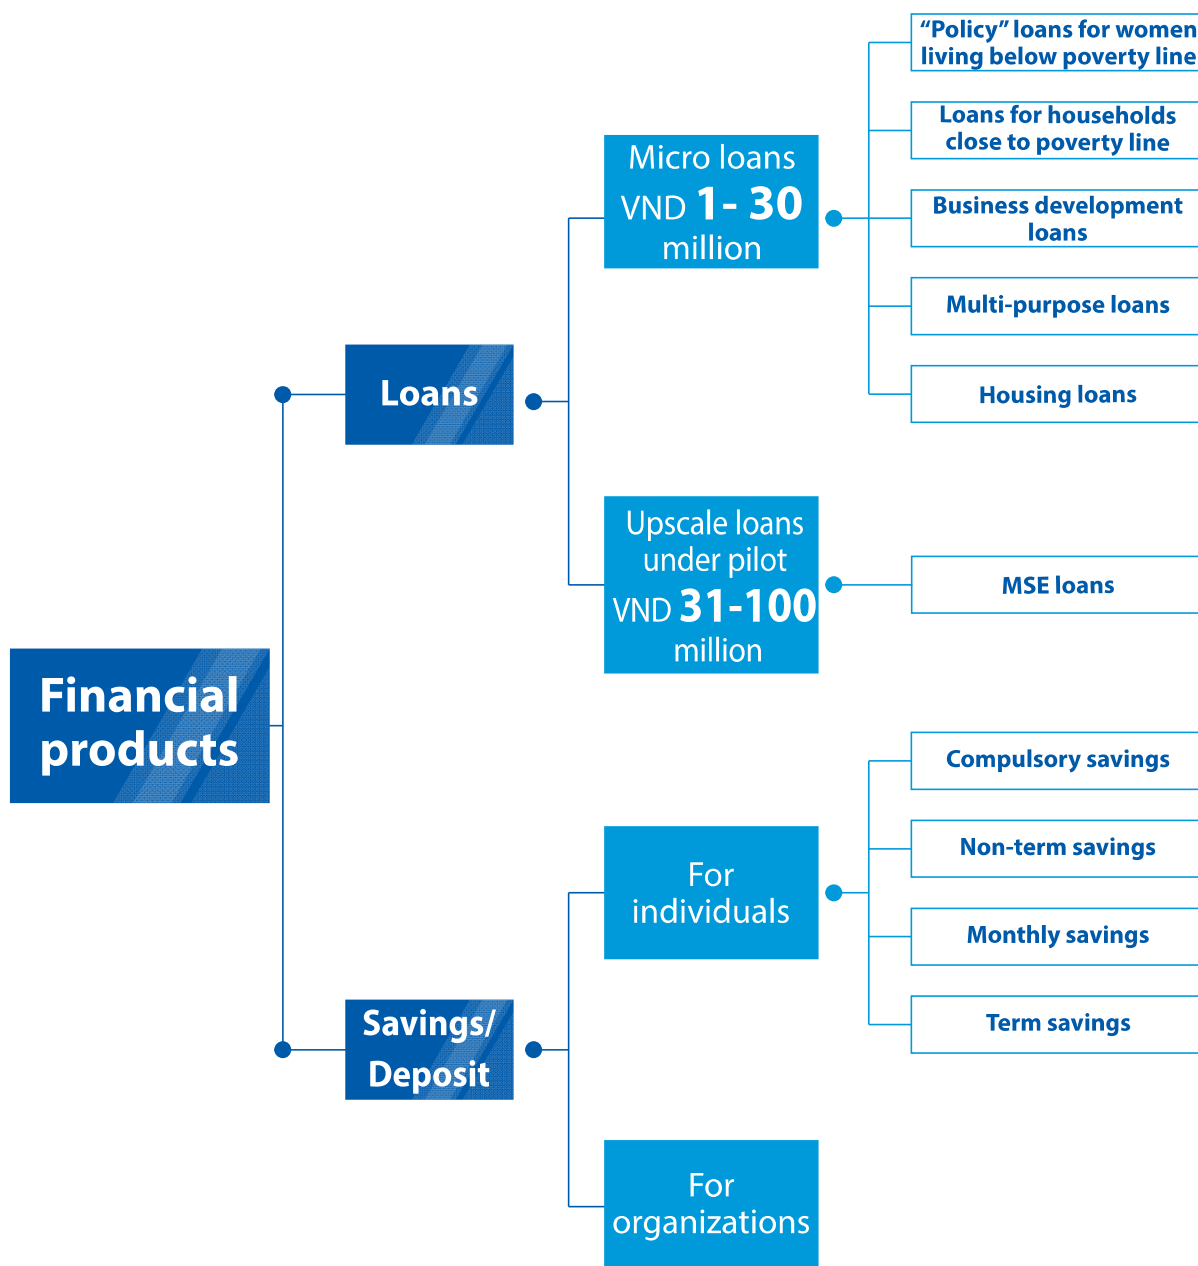 Financial
products
Loans
Micro loans
VND 1- 30
million
“Policy” loans for women
living below poverty line
Loans for households
close to poverty line
Business development
loans
Multi-purpose loans
Housing loans
Upscale loans
under pilot
VND 31-100
million
MSE loans
Savings/
Deposit
For
individuals
Compulsory savings
Non-term savings
Monthly savings
Term savings
For
organizations